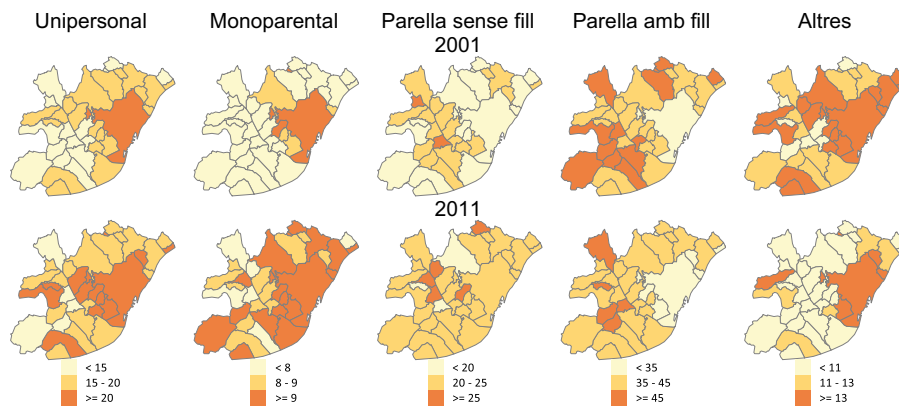 Unipersonal Monoparental Parella sense fill Parella amb fill Altres
2001
2011
< 15 < 8 < 20 < 35 < 11
15 - 20 8 - 9 20 - 25 35 - 45 11 - 13
>= 20 >= 9 >= 25 >= 45 >= 13